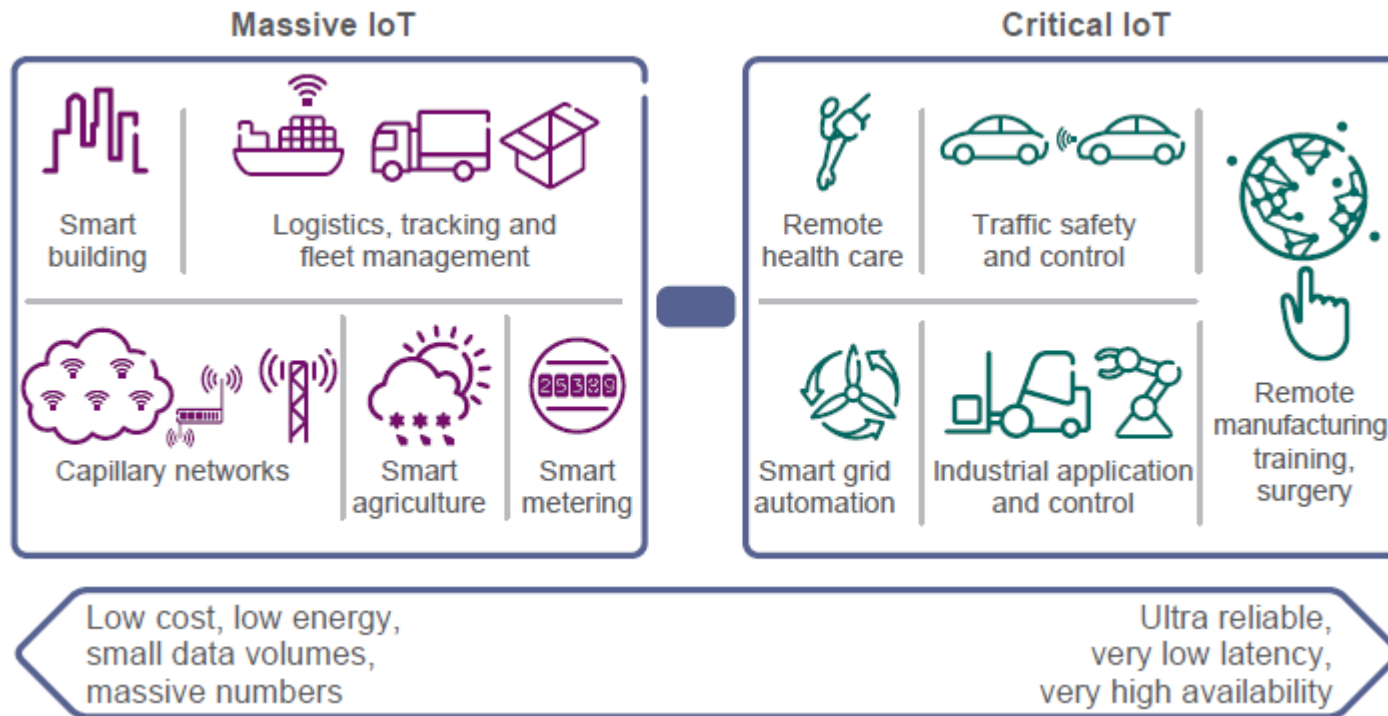 Massive IoT
Critical IoT
Smart
building
Logistics, tracking and
fleet management
Capillary networks
Smart
agriculture
25389
Smart
metering
Remote
health care
Traffic safety
and control
Smart grid
automation
Industrial application
and control
Remote
manufacturing,
training,
surgery
Low cost, low energy,
small data volumes,
massive numbers
Ultra reliable,
very low latency,
very high availability